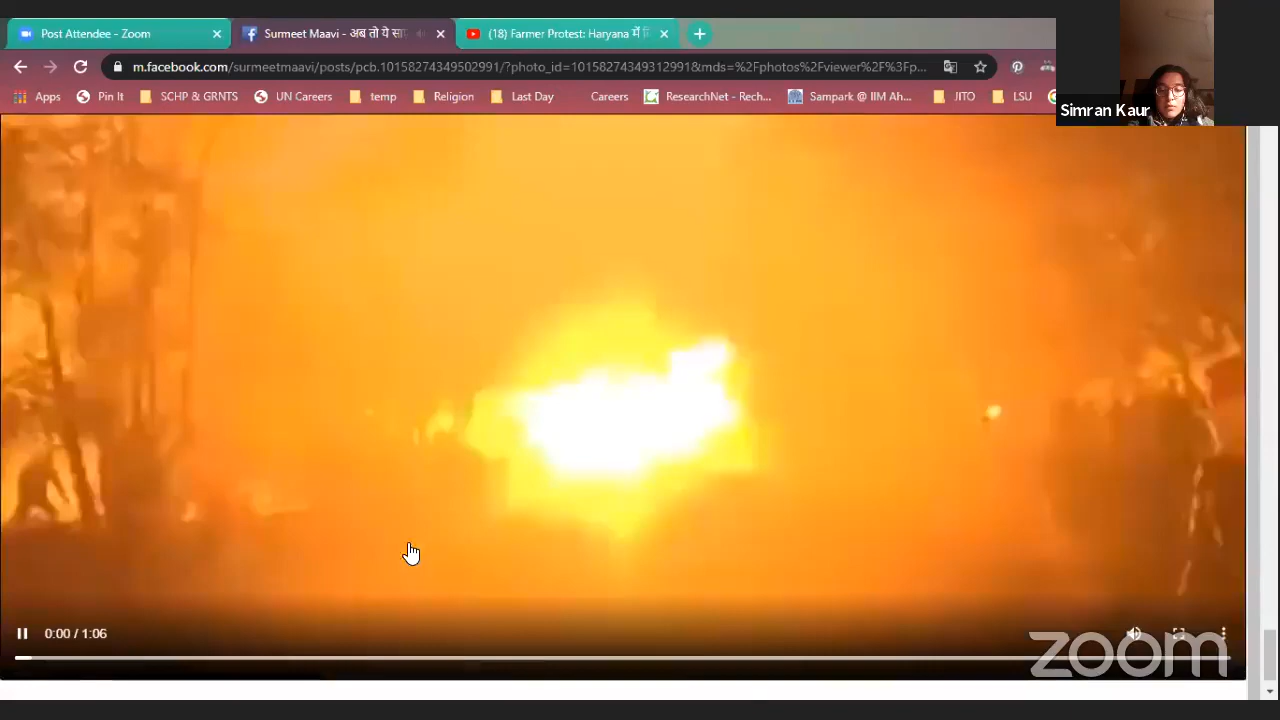 Post Attendee - Zoom
Surmeet Maavi - अब तो ये
(18) Farmer Protest: Haryana में
m.facebook.com/surmeetmaavi/posts/pcb.10158274349502991/?photo_id=10158274349312991&mds=%2Fphotos%2Fviewer%2F%3Fp...
Apps
Pin It
SCHP & GRNTS
UN Careers
temp
Religion
Last Day
Careers
ResearchNet - Rech...
Sampark @ IIM Ah...
JITO
LSU
Simran Kaur
0:00 / 1:06
zoom